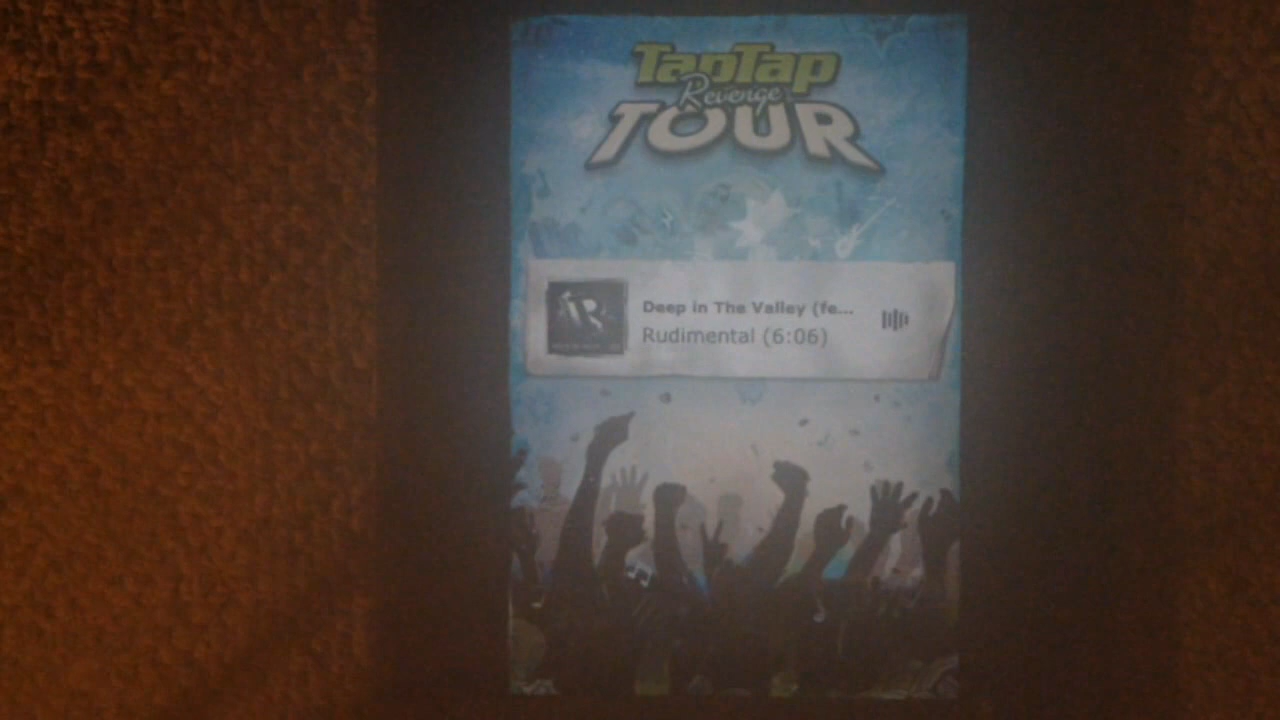 TapTap
Revenge
TOUR
Deep in The Valley (fe...
Rudimental (6:06)